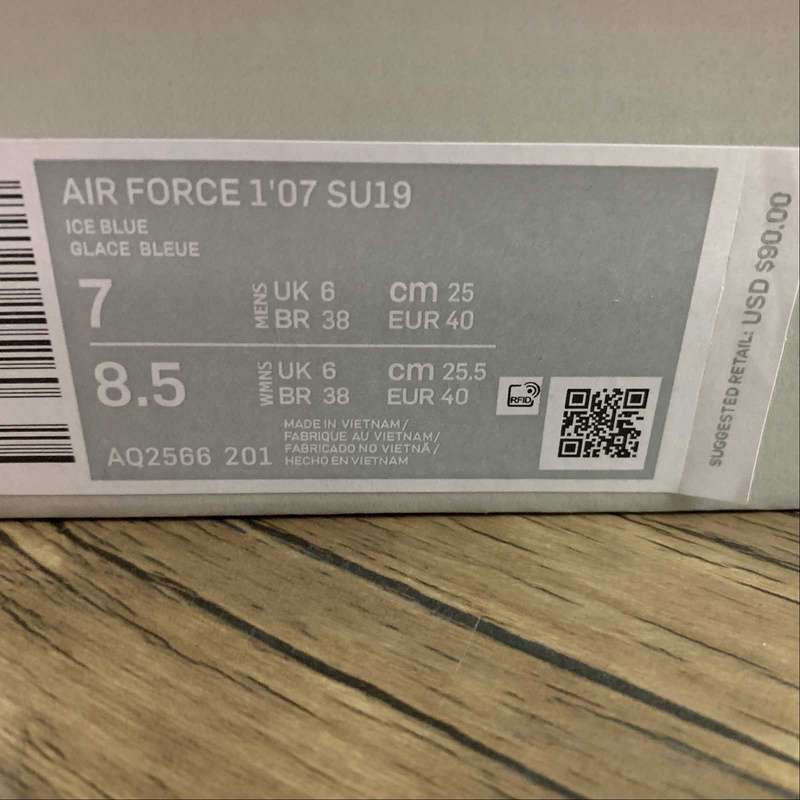 AIR FORCE 1'07 SU19
ICE BLUE
GLACE BLEUE
7 MENS UK 6 cm 25
BR 38 EUR 40
8.5 WMNS UK 6 cm 25.5
BR 38 EUR 40
RFID
AQ2566 201
MADE IN VIETNAM/
FABRIQUE AU VIETNAM/
FABRICADO NO VIETNÃ/
HECHO EN VIETNAM
SUGGESTED RETAIL: USD $90.00